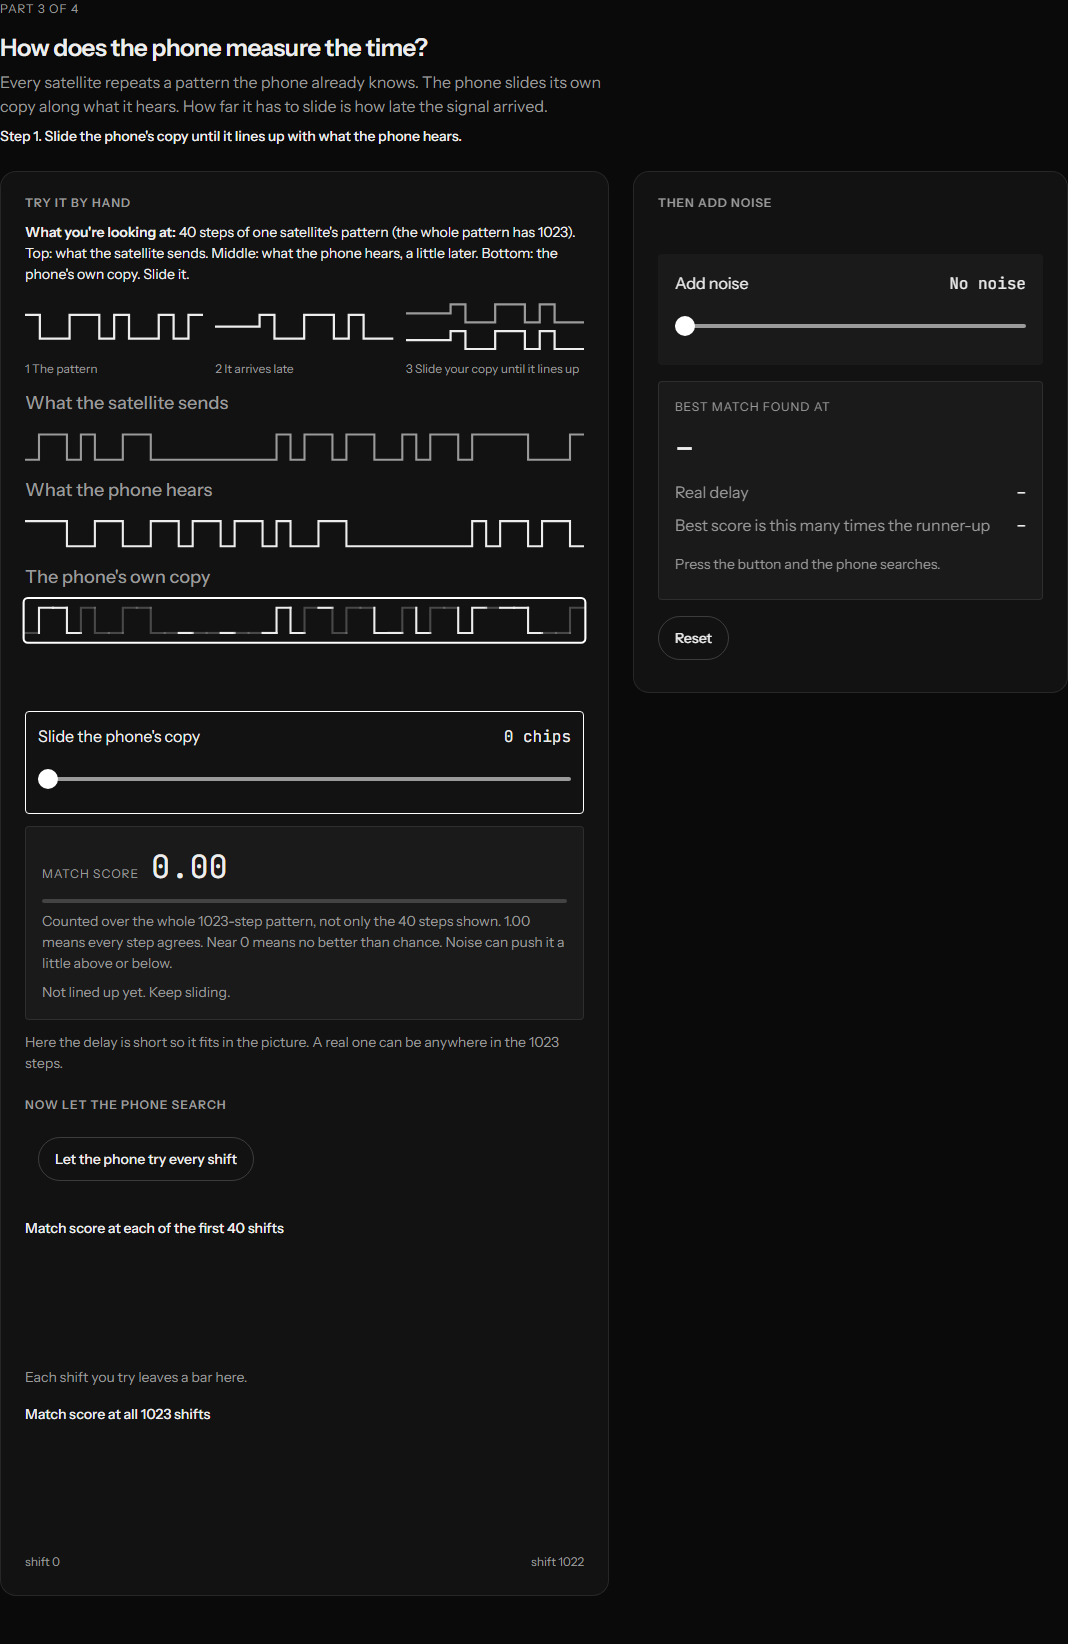 PART 3 OF 4
How does the phone measure the time?
Every satellite repeats a pattern the phone already knows. The phone slides its own
copy along what it hears. How far it has to slide is how late the signal arrived.
Step 1. Slide the phone's copy until it lines up with what the phone hears.
TRY IT BY HAND
What you're looking at: 40 steps of one satellite's pattern (the whole pattern has 1023).
Top: what the satellite sends. Middle: what the phone hears, a little later. Bottom: the
phone's own copy. Slide it.
1 The pattern
2 It arrives late
3 Slide your copy until it lines up
What the satellite sends
What the phone hears
The phone's own copy
Slide the phone's copy
0 chips
MATCH SCORE 0.00
Counted over the whole 1023-step pattern, not only the 40 steps shown. 1.00
means every step agrees. Near 0 means no better than chance. Noise can push it a
little above or below.
Not lined up yet. Keep sliding.
Here the delay is short so it fits in the picture. A real one can be anywhere in the 1023
steps.
NOW LET THE PHONE SEARCH
Let the phone try every shift
Match score at each of the first 40 shifts
Each shift you try leaves a bar here.
Match score at all 1023 shifts
shift 0
shift 1022
THEN ADD NOISE
Add noise
No noise
BEST MATCH FOUND AT
–
Real delay –
Best score is this many times the runner-up –
Press the button and the phone searches.
Reset